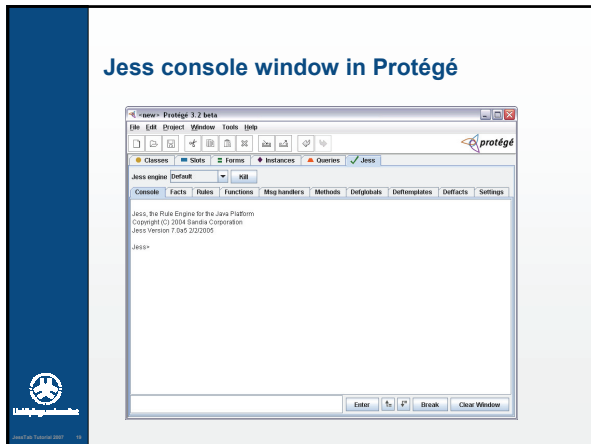 Jess console window in Protégé
<new> Protégé 3.2 beta
File Edit Project Window Tools Help
protégé
Classes Slots Forms Instances Queries Jess
Jess engine Default Kill
Console Facts Rules Functions Msg handlers Methods Defglobals Deftemplates Deffacts Settings
Jess, the Rule Engine for the Java Platform
Copyright (C) 2004 Sandia Corporation
Jess Version 7.0a5 2/2/2005
Jess>
Enter Break Clear Window
JessTab Tutorial 2007